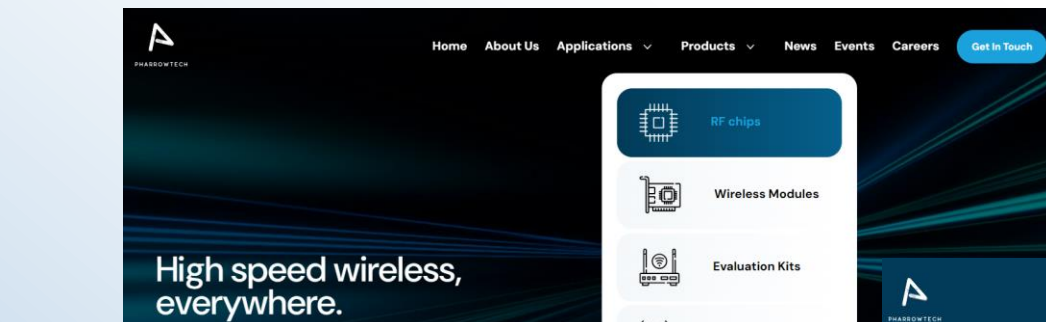 PHARROWTECH
Home About Us Applications Products News Events Careers Get In Touch
RF chips
Wireless Modules
Evaluation Kits
High speed wireless,
everywhere.
PHARROWTECH